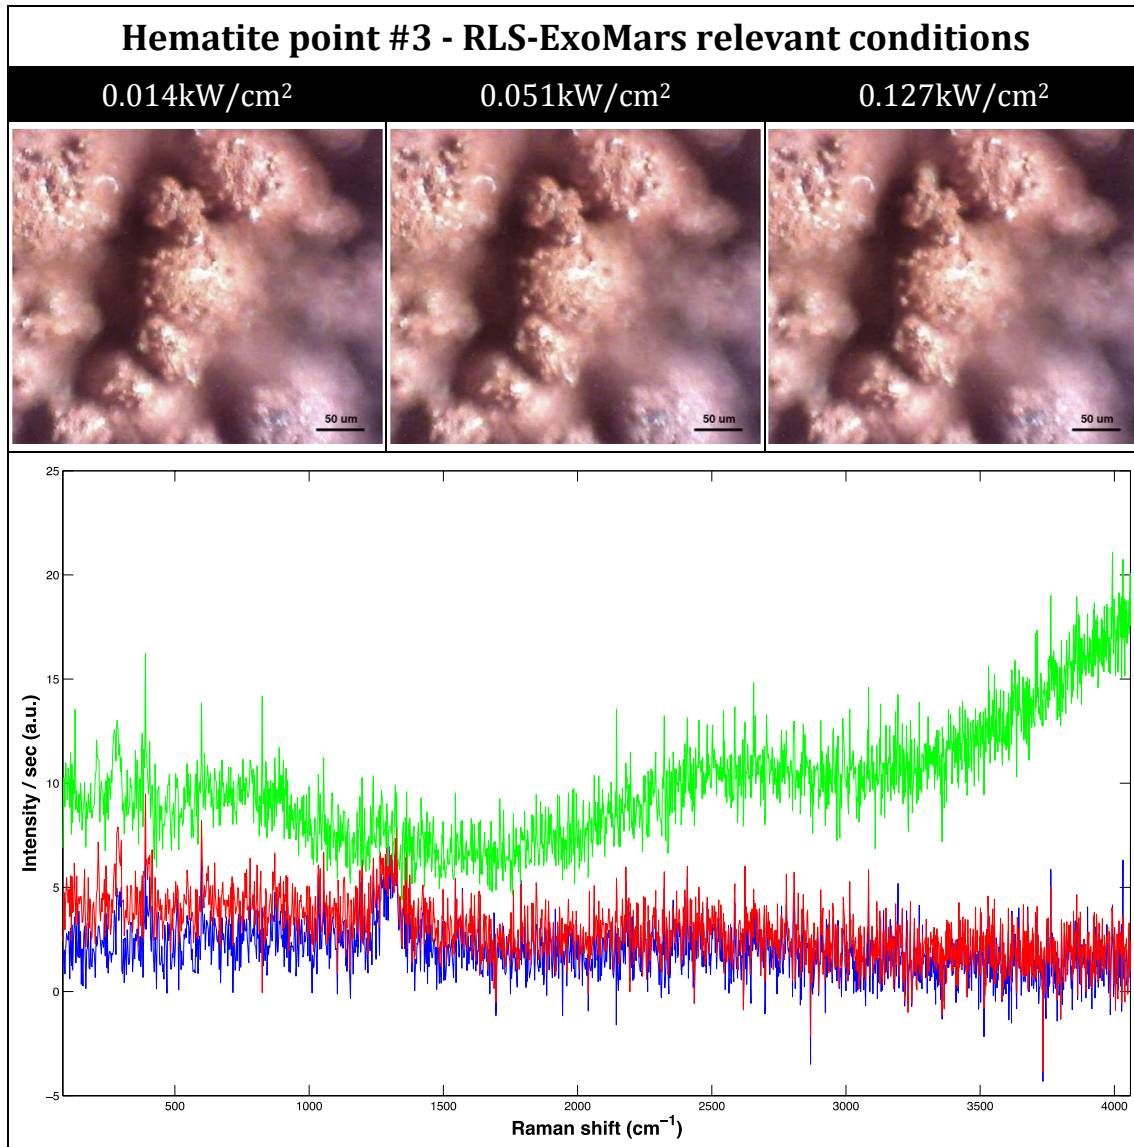 Hematite point #3 - RLS-ExoMars relevant conditions
0.014kW/cm²
0.051kW/cm²
0.127kW/cm²
50 um
50 um
50 um
25
20
15
10
5
0
−5
Intensity / sec (a.u.)
500
1000
1500
2000
2500
3000
3500
4000
Raman shift (cm⁻¹)